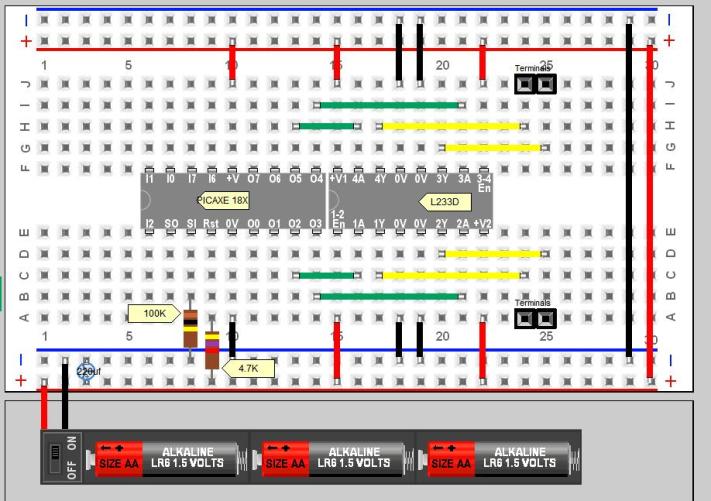 − −
+ +
1 5 10 15 20 25 30
Terminals
J J
I I
H H
G G
F F
I1 I0 I7 I6 +V O7 O6 O5 O4 +V1 4A 4Y 0V 0V 3Y 3A 3-4 En
PICAXE 18X L233D
I2 SO SI Rst 0V O0 O1 O2 O3 1-2 En 1A 1Y 0V 0V 2Y 2A +V2
E E
D D
C C
B B
A A
Terminals
100K
1 5 15 20 25 30
4.7K
− −
220uf
+ +
ON
OFF
SIZE AA ALKALINE LR6 1.5 VOLTS
SIZE AA ALKALINE LR6 1.5 VOLTS
SIZE AA ALKALINE LR6 1.5 VOLTS